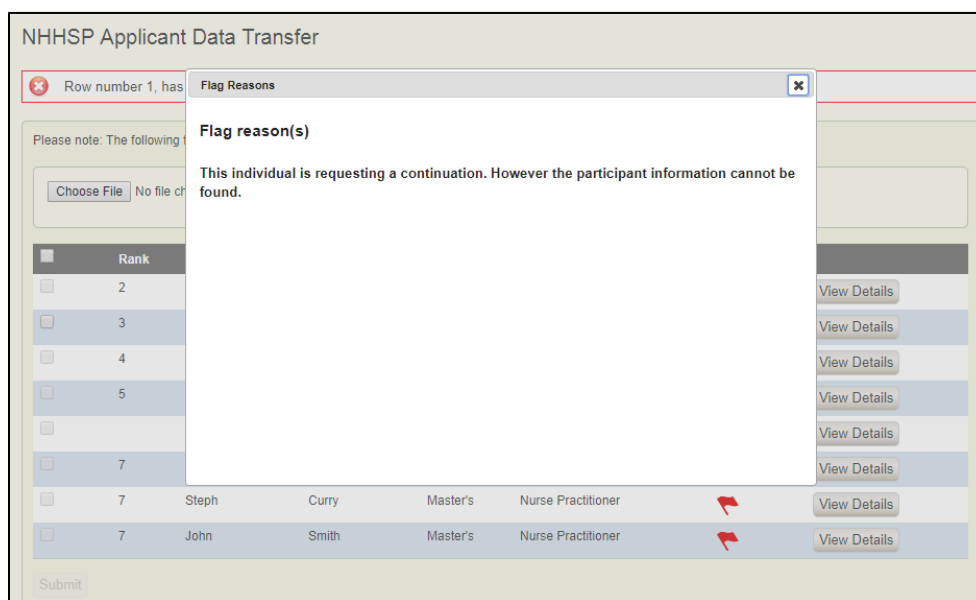 NHHSP Applicant Data Transfer
Row number 1, has
Flag Reasons
Flag reason(s)
This individual is requesting a continuation. However the participant information cannot be
found.
Please note: The following
Choose File No file ch
Rank
2 View Details
3 View Details
4 View Details
5 View Details
View Details
7 View Details
7 Steph Curry Master's Nurse Practitioner View Details
7 John Smith Master's Nurse Practitioner View Details
Submit